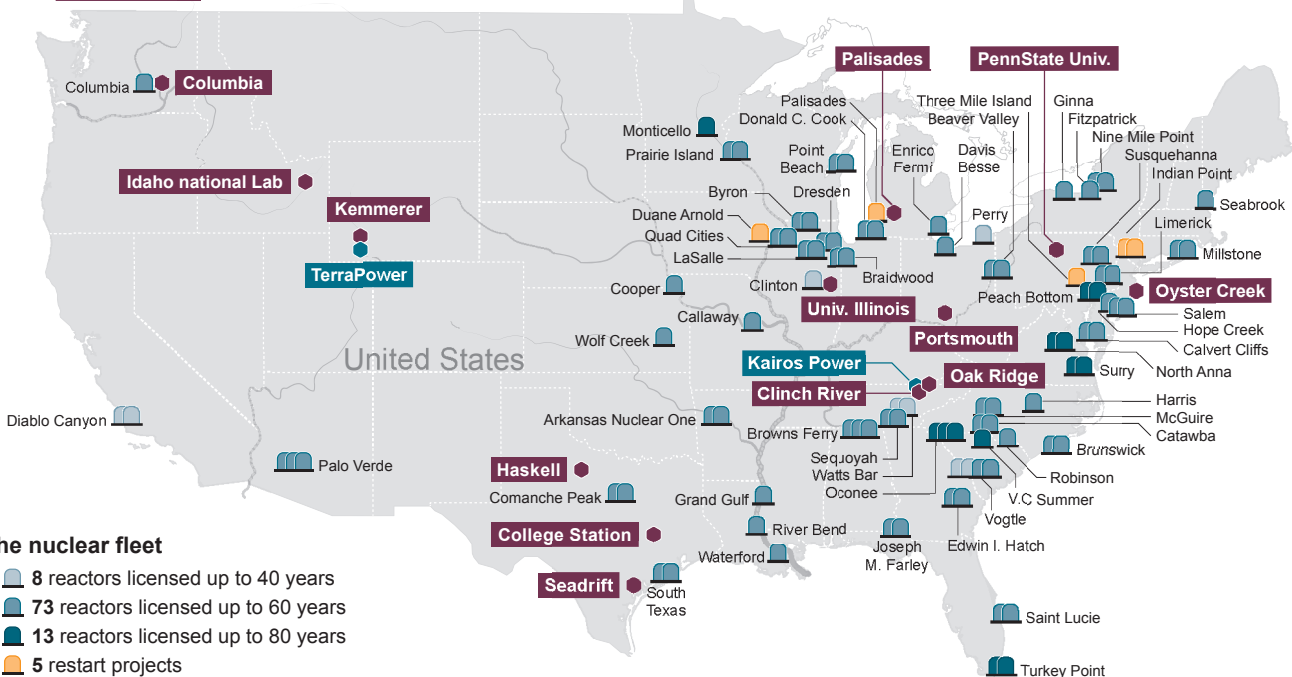 Palisades
PennStateUniv.
Columbia
Columbia
Palisades
Donald C. Cook
Three Mile Island
Beaver Valley
Ginna
Fitzpatrick
Nine Mile Point
Susquehanna
Indian Point
Monticello
Prairie Island
Point
Beach
Enrico
Fermi
Davis
Besse
Idaho national Lab
Byron
Dresden
Seabrook
Kemmerer
Duane Arnold
Perry
Limerick
Quad Cities
LaSalle
Millstone
TerraPower
Braidwood
Cooper
Clinton
Peach Bottom
Oyster Creek
Univ. Illinois
Salem
Callaway
Hope Creek
Wolf Creek
Portsmouth
Calvert Cliffs
United States
Kairos Power
North Anna
Surry
Oak Ridge
Clinch River
Harris
Diablo Canyon
Arkansas Nuclear One
McGuire
Browns Ferry
Catawba
Brunswick
Sequoyah
Palo Verde
Haskell
Watts Bar
Robinson
Comanche Peak
Oconee
Grand Gulf
V.C Summer
Vogtle
College Station
River Bend
Joseph
M. Farley
Edwin I. Hatch
Waterford
Seadrift
South
Texas
Saint Lucie
Turkey Point
he nuclear fleet
8 reactors licensed up to 40 years
73 reactors licensed up to 60 years
13 reactors licensed up to 80 years
5 restart projects